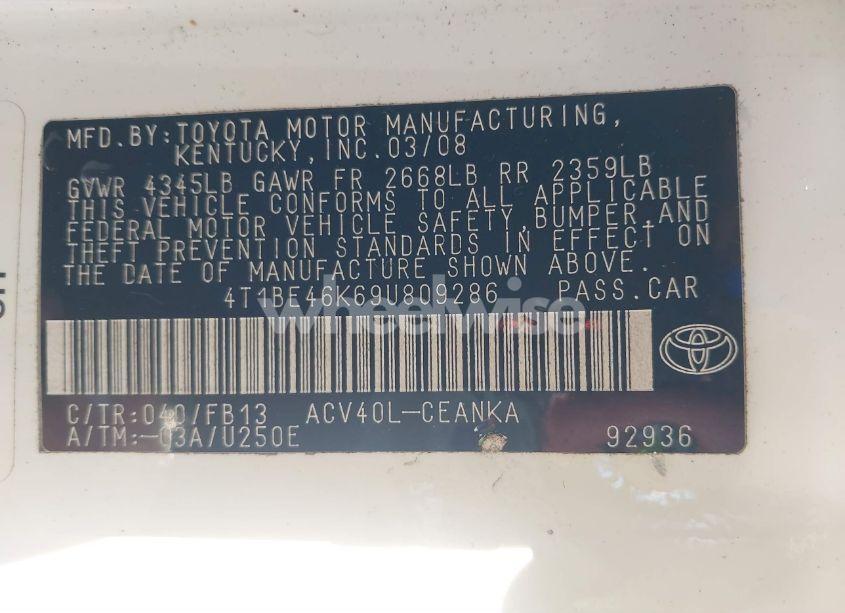 MFD.BY:TOYOTA MOTOR MANUFACTURING,
KENTUCKY,INC.03/08
GVWR 4345LB GAWR FR 2668LB RR 2359LB
THIS VEHICLE CONFORMS TO ALL APPLICABLE
FEDERAL MOTOR VEHICLE SAFETY,BUMPER,AND
THEFT PREVENTION STANDARDS IN EFFECT ON
THE DATE OF MANUFACTURE SHOWN ABOVE.
4T1BE46K69U809286 PASS.CAR
wheelwise
C/TR:040/FB13 ACV40L-CEANKA
A/TM:-03A/U250E 92936